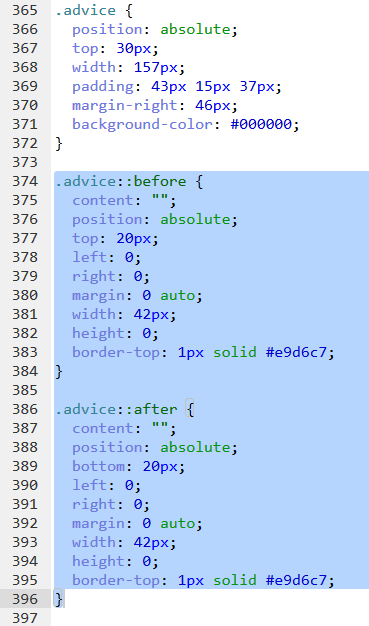 365 .advice {
366   position: absolute;
367   top: 30px;
368   width: 157px;
369   padding: 43px 15px 37px;
370   margin-right: 46px;
371   background-color: #000000;
372 }
373
374 .advice::before {
375   content: "";
376   position: absolute;
377   top: 20px;
378   left: 0;
379   right: 0;
380   margin: 0 auto;
381   width: 42px;
382   height: 0;
383   border-top: 1px solid #e9d6c7;
384 }
385
386 .advice::after {
387   content: "";
388   position: absolute;
389   bottom: 20px;
390   left: 0;
391   right: 0;
392   margin: 0 auto;
393   width: 42px;
394   height: 0;
395   border-top: 1px solid #e9d6c7;
396 }
397